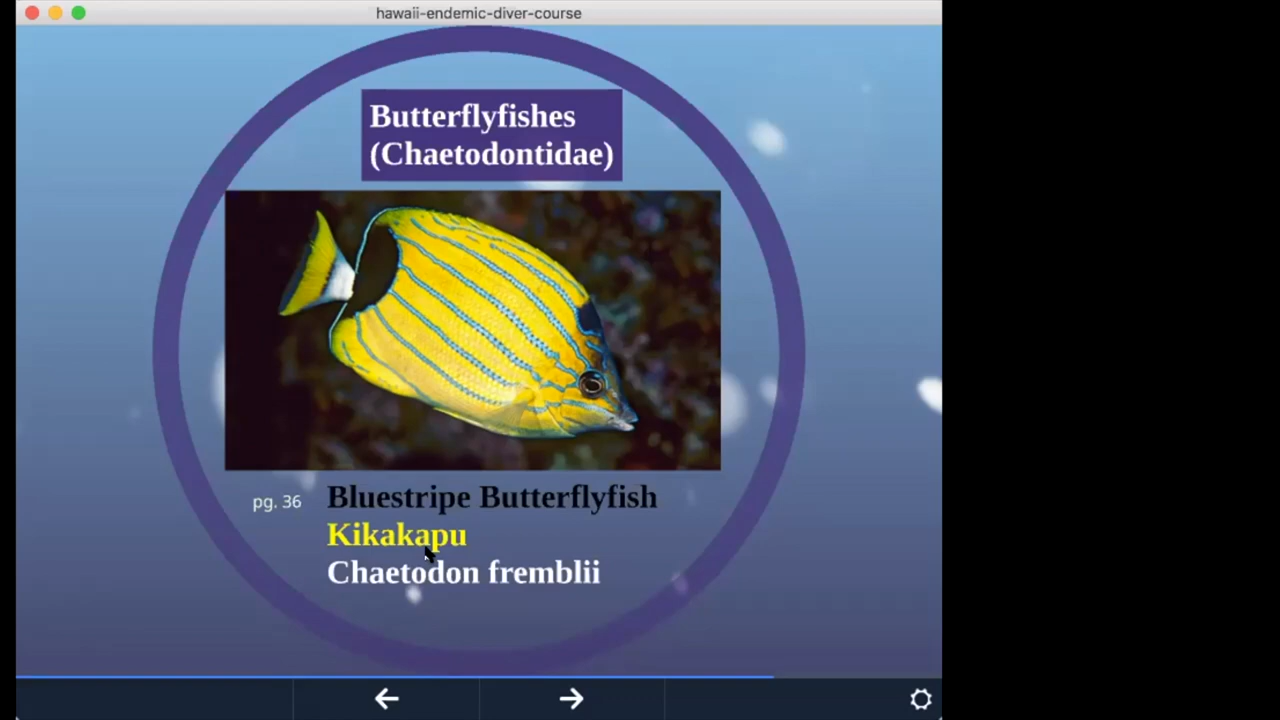 hawaii-endemic-diver-course
Butterflyfishes
(Chaetodontidae)
pg. 36 Bluestripe Butterflyfish
Kikakapu
Chaetodon fremblii